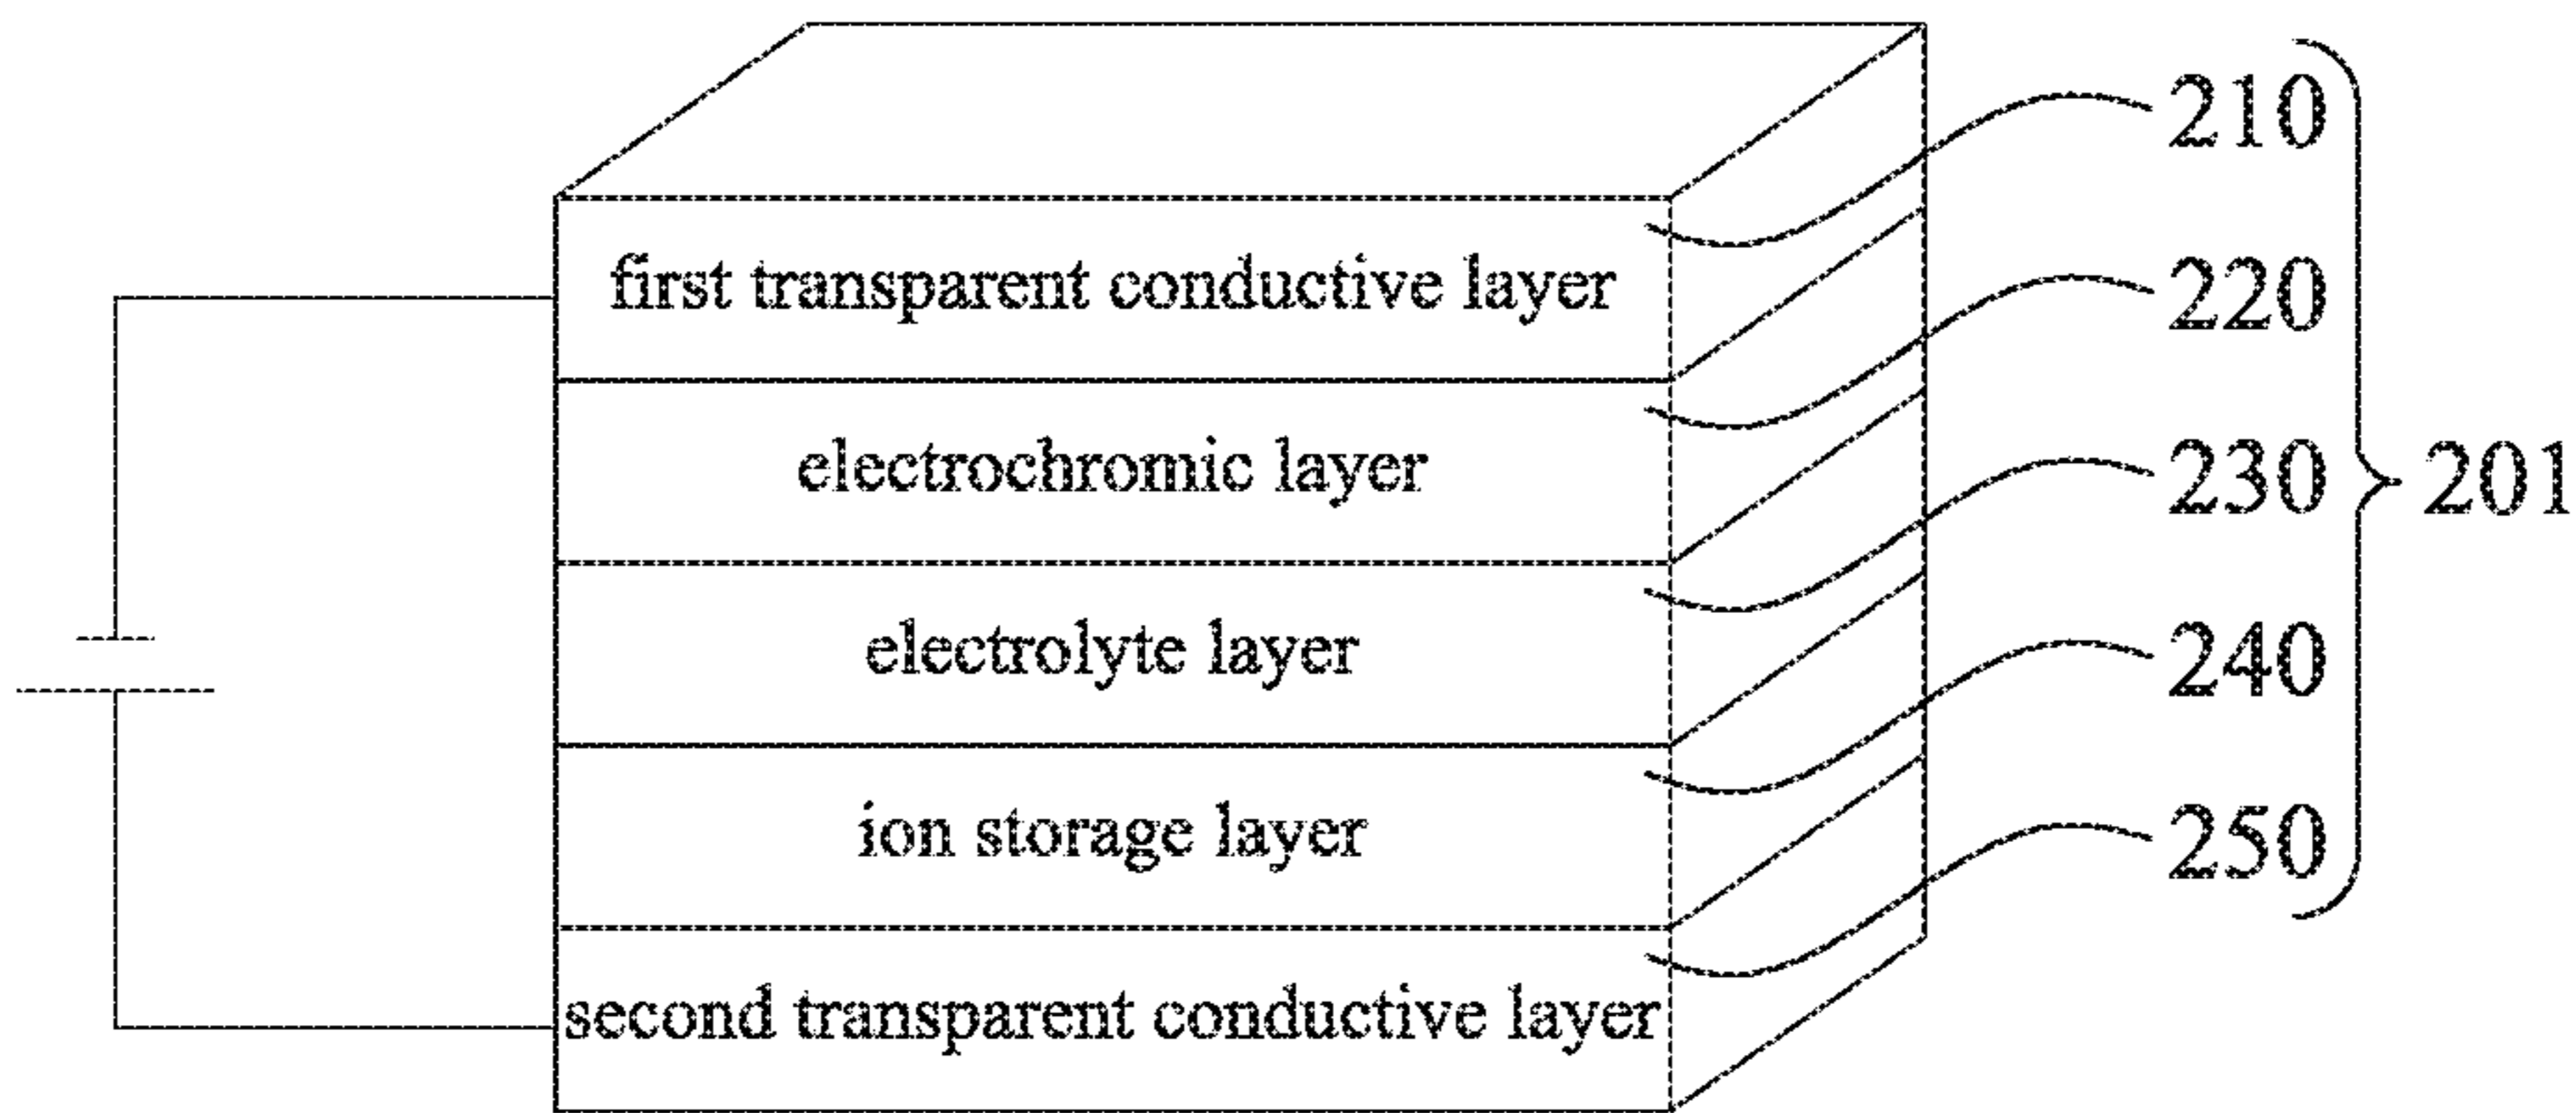 first transparent conductive layer
210
electrochromic layer
220
electrolyte layer
230
201
ion storage layer
240
second transparent conductive layer
250